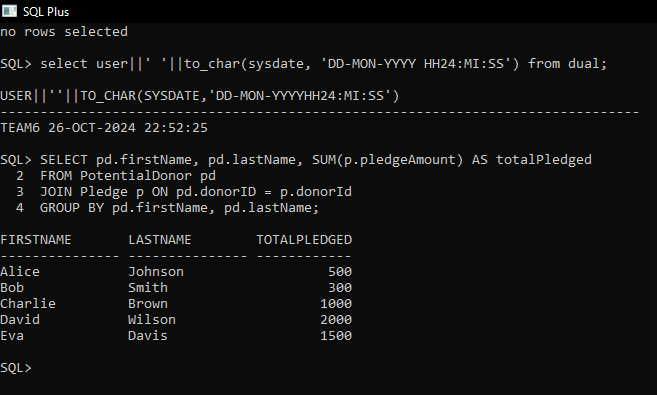 SQL Plus
no rows selected
SQL> select user||' '||to_char(sysdate, 'DD-MON-YYYY HH24:MI:SS') from dual;
USER||''||TO_CHAR(SYSDATE,'DD-MON-YYYYHH24:MI:SS')
--------------------------------------------------------------------------------
TEAM6 26-OCT-2024 22:52:25
SQL> SELECT pd.firstName, pd.lastName, SUM(p.pledgeAmount) AS totalPledged
  2  FROM PotentialDonor pd
  3  JOIN Pledge p ON pd.donorID = p.donorId
  4  GROUP BY pd.firstName, pd.lastName;
FIRSTNAME       LASTNAME        TOTALPLEDGED
--------------- --------------- ------------
Alice           Johnson                  500
Bob             Smith                    300
Charlie         Brown                   1000
David           Wilson                  2000
Eva             Davis                   1500
SQL>